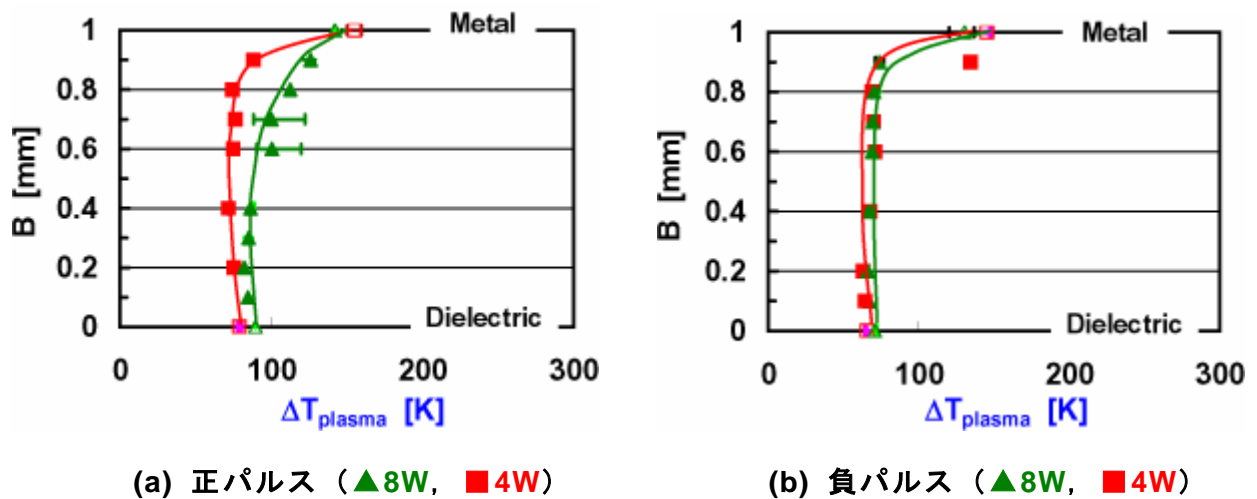 1
0.8
0.6
0.4
0.2
0
B [mm]
Metal
Dielectric
0 100 200 300
ΔTplasma [K]
(a) 正パルス（▲8W, ■4W）
1
0.8
0.6
0.4
0.2
0
B [mm]
Metal
Dielectric
0 100 200 300
ΔTplasma [K]
(b) 負パルス（▲8W, ■4W）